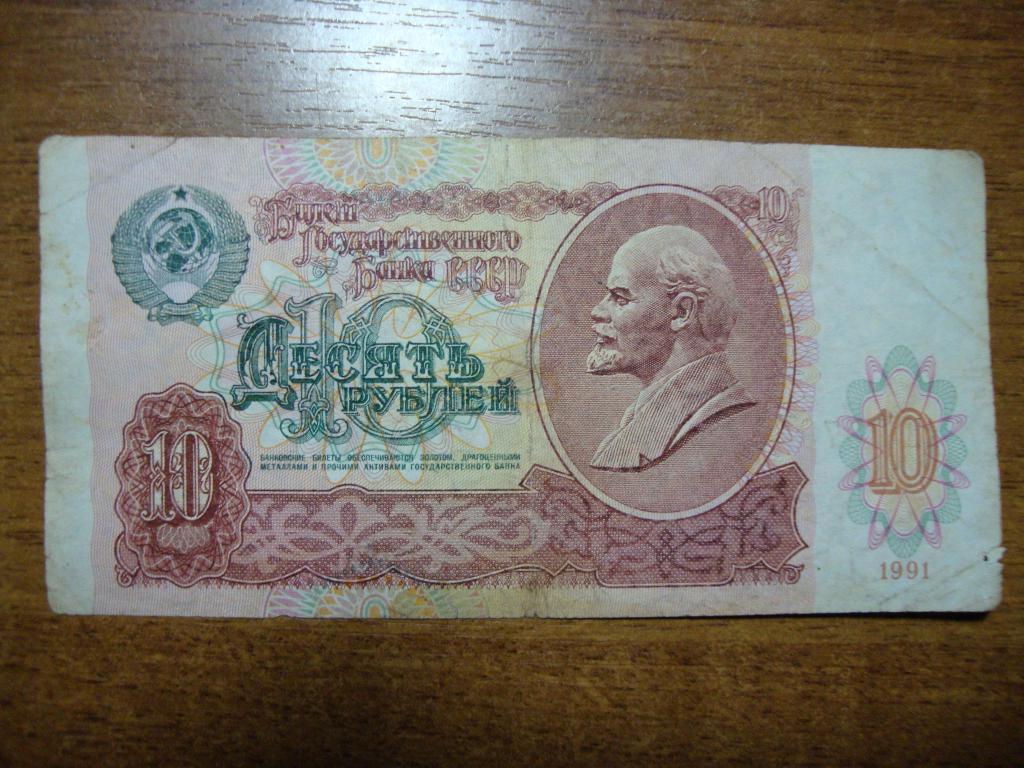 Билет
Государственного
Банка СССР
10
10
Десять
рублей
БАНКОВСКИЕ БИЛЕТЫ ОБЕСПЕЧИВАЮТСЯ ЗОЛОТОМ, ДРАГОЦЕННЫМИ
МЕТАЛЛАМИ И ПРОЧИМИ АКТИВАМИ ГОСУДАРСТВЕННОГО БАНКА
10
10
1991